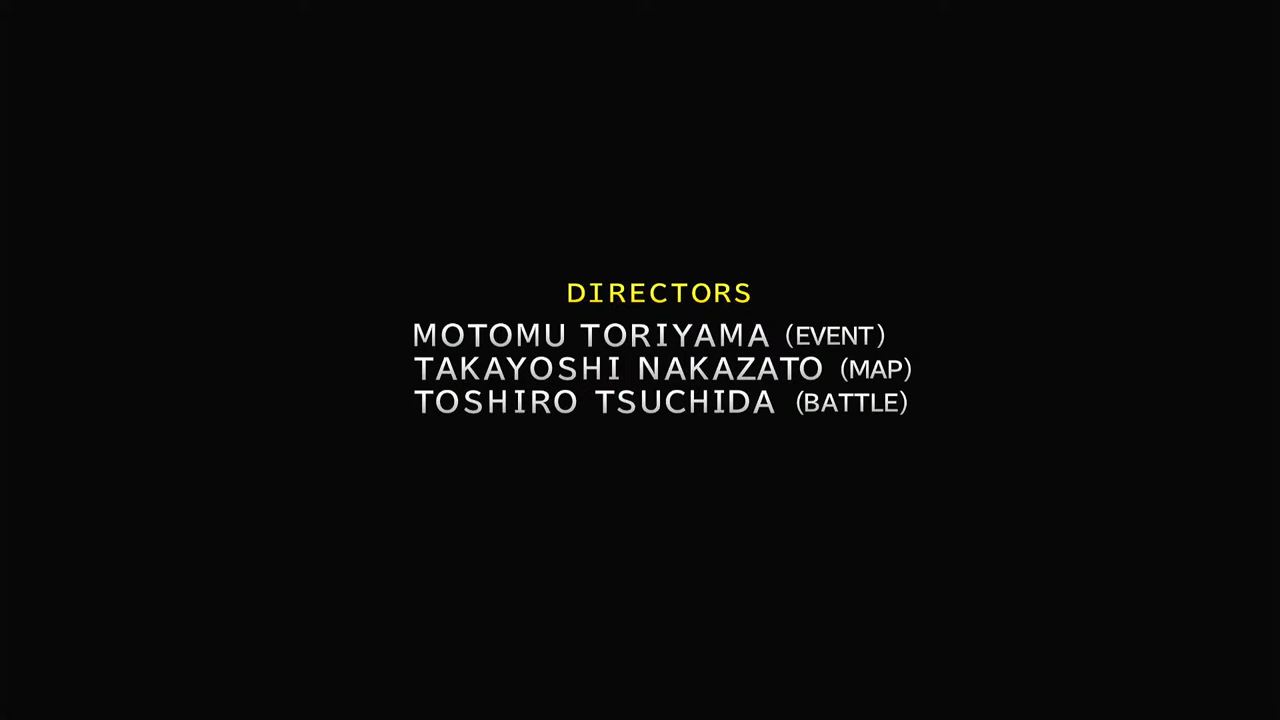 DIRECTORS
MOTOMU TORIYAMA (EVENT)
TAKAYOSHI NAKAZATO (MAP)
TOSHIRO TSUCHIDA (BATTLE)